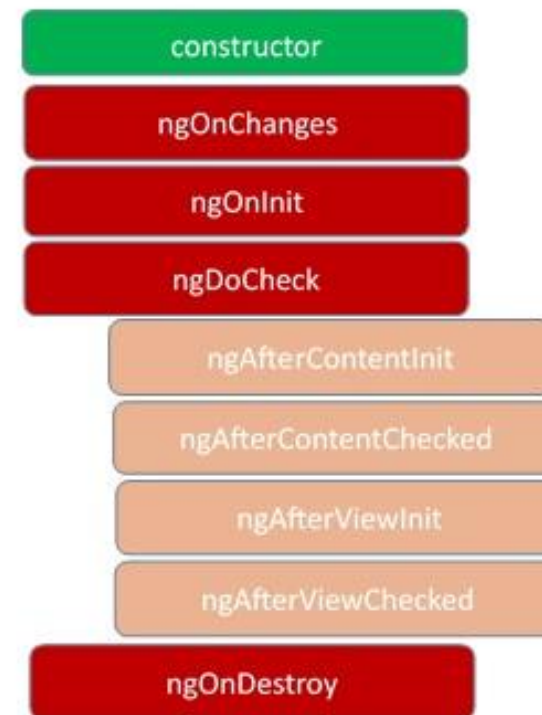 constructor
ngOnChanges
ngOnInit
ngDoCheck
ngAfterContentInit
ngAfterContentChecked
ngAfterViewInit
ngAfterViewChecked
ngOnDestroy